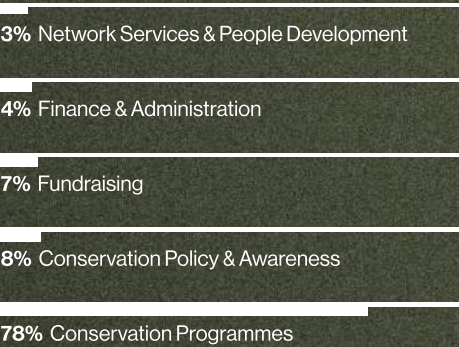 3% Network Services & People Development
4% Finance & Administration
7% Fundraising
8% Conservation Policy & Awareness
78% Conservation Programmes